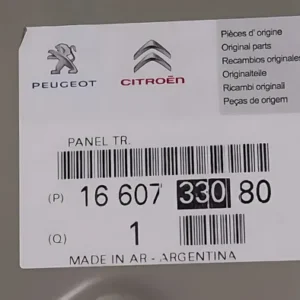 PEUGEOT
CITROËN
Pièces d' origine
Original parts
Recambios originales
Originalteile
Ricambi originali
Peças de origem
PANEL TR.
(P) 16 607 330 80
(Q.) 1
MADE IN AR - ARGENTINA